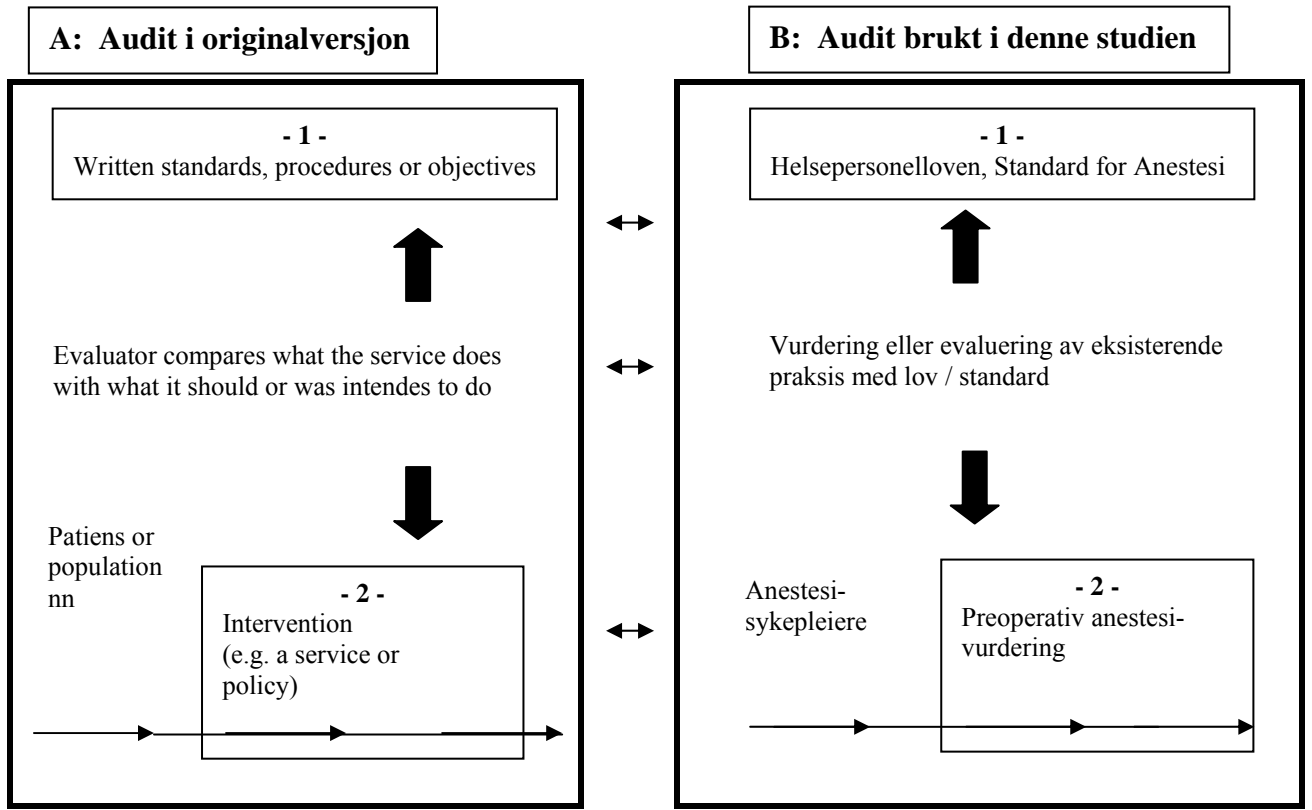 A: Audit i originalversjon
- 1 -
Written standards, procedures or objectives
Evaluator compares what the service does
with what it should or was intendes to do
Patiens or
population
nn
- 2 -
Intervention
(e.g. a service or
policy)
B: Audit brukt i denne studien
- 1 -
Helsepersonelloven, Standard for Anestesi
Vurdering eller evaluering av eksisterende
praksis med lov / standard
Anestesi-
sykepleiere
- 2 -
Preoperativ anestesi-
vurdering